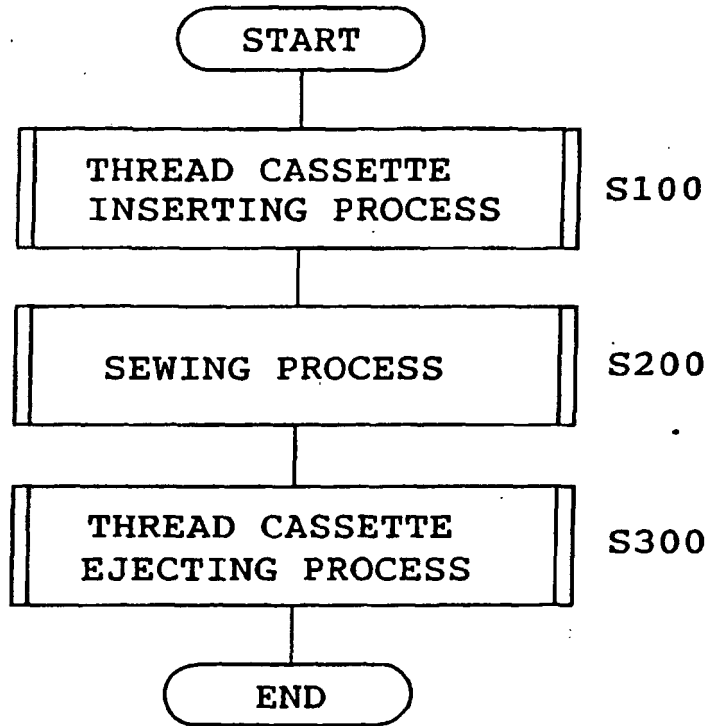 START
THREAD CASSETTE
INSERTING PROCESS
S100
SEWING PROCESS
S200
THREAD CASSETTE
EJECTING PROCESS
S300
END